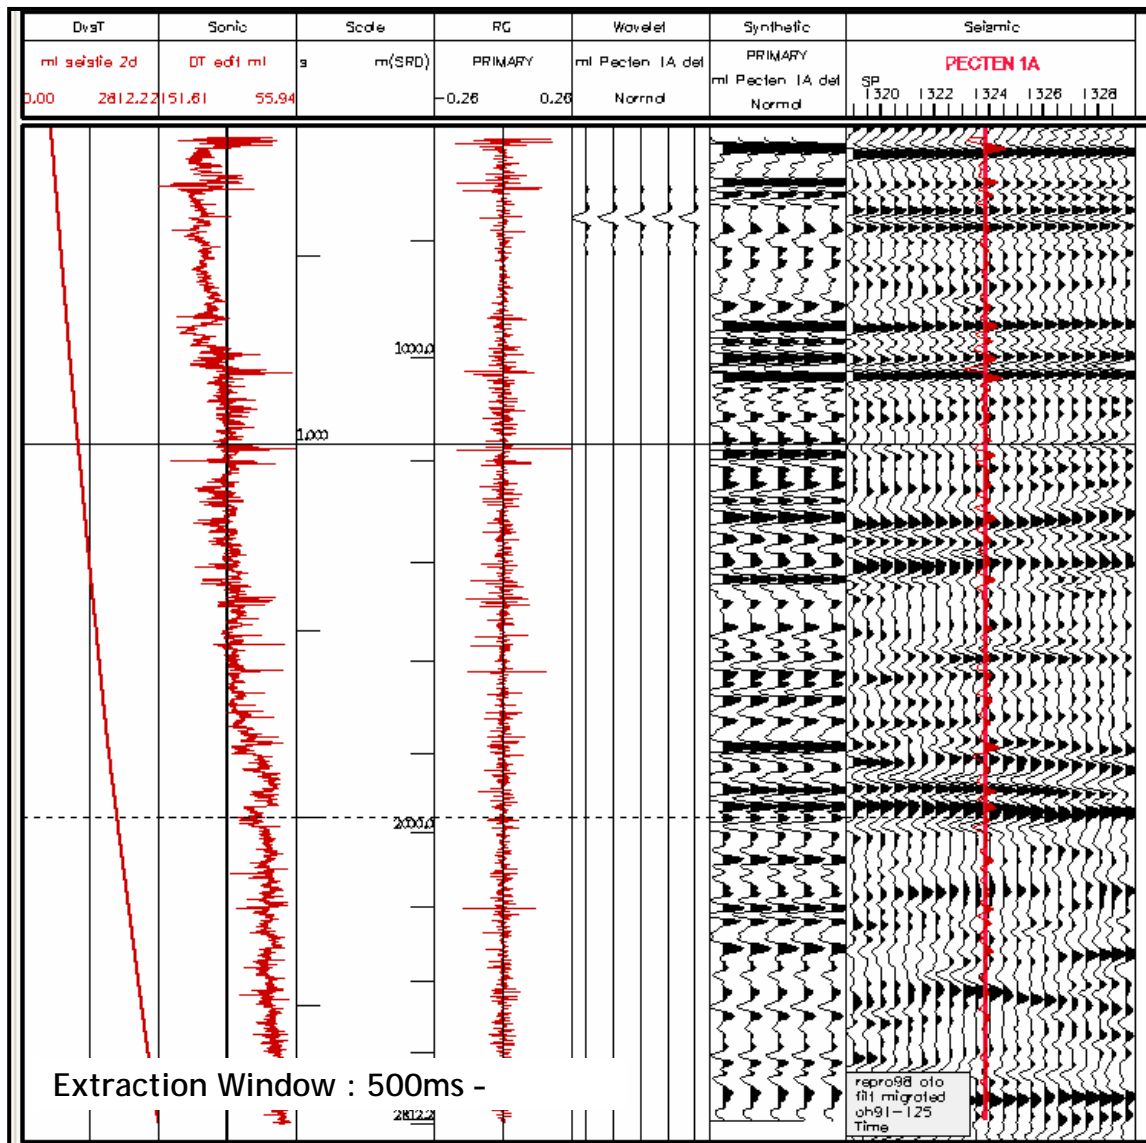 DvsT
Sonic
Scale
RG
Wavelet
Synthetic
Seismic
ml seistie 2d
DT edit ml
s
m(SRD)
PRIMARY
ml Pecten 1A det
PRIMARY
ml Pecten 1A det
PECTEN 1A
0.00
2812.22
151.61
55.94
-0.26
0.26
Normal
Normal
SP
1320
1322
1324
1326
1328
1000.0
1.000
2000.0
2812.2
Extraction Window : 500ms -
repro98 oto
filt migrated
oh91-125
Time